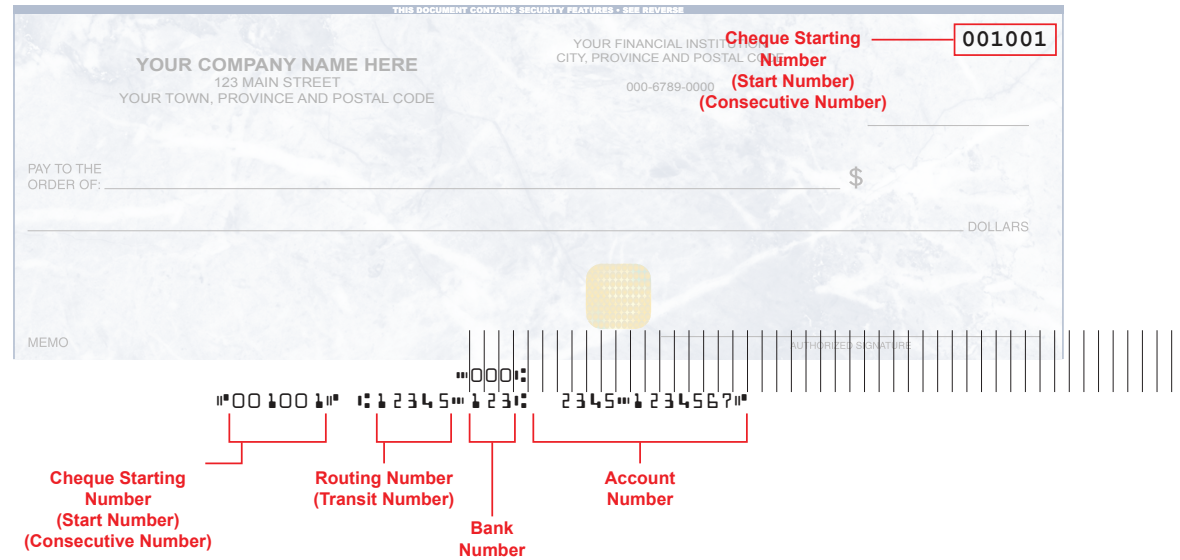 THIS DOCUMENT CONTAINS SECURITY FEATURES - SEE REVERSE
YOUR COMPANY NAME HERE
123 MAIN STREET
YOUR TOWN, PROVINCE AND POSTAL CODE
YOUR FINANCIAL INSTITUTION
CITY, PROVINCE AND POSTAL CODE
000-6789-0000
Cheque Starting
Number
(Start Number)
(Consecutive Number)
001001
PAY TO THE
ORDER OF:
$
DOLLARS
MEMO
AUTHORIZED SIGNATURE
⑉000⑆
⑈001001⑈ ⑆12345⑉123⑆ 2345⑉1234567⑈
Cheque Starting
Number
(Start Number)
(Consecutive Number)
Routing Number
(Transit Number)
Bank
Number
Account
Number